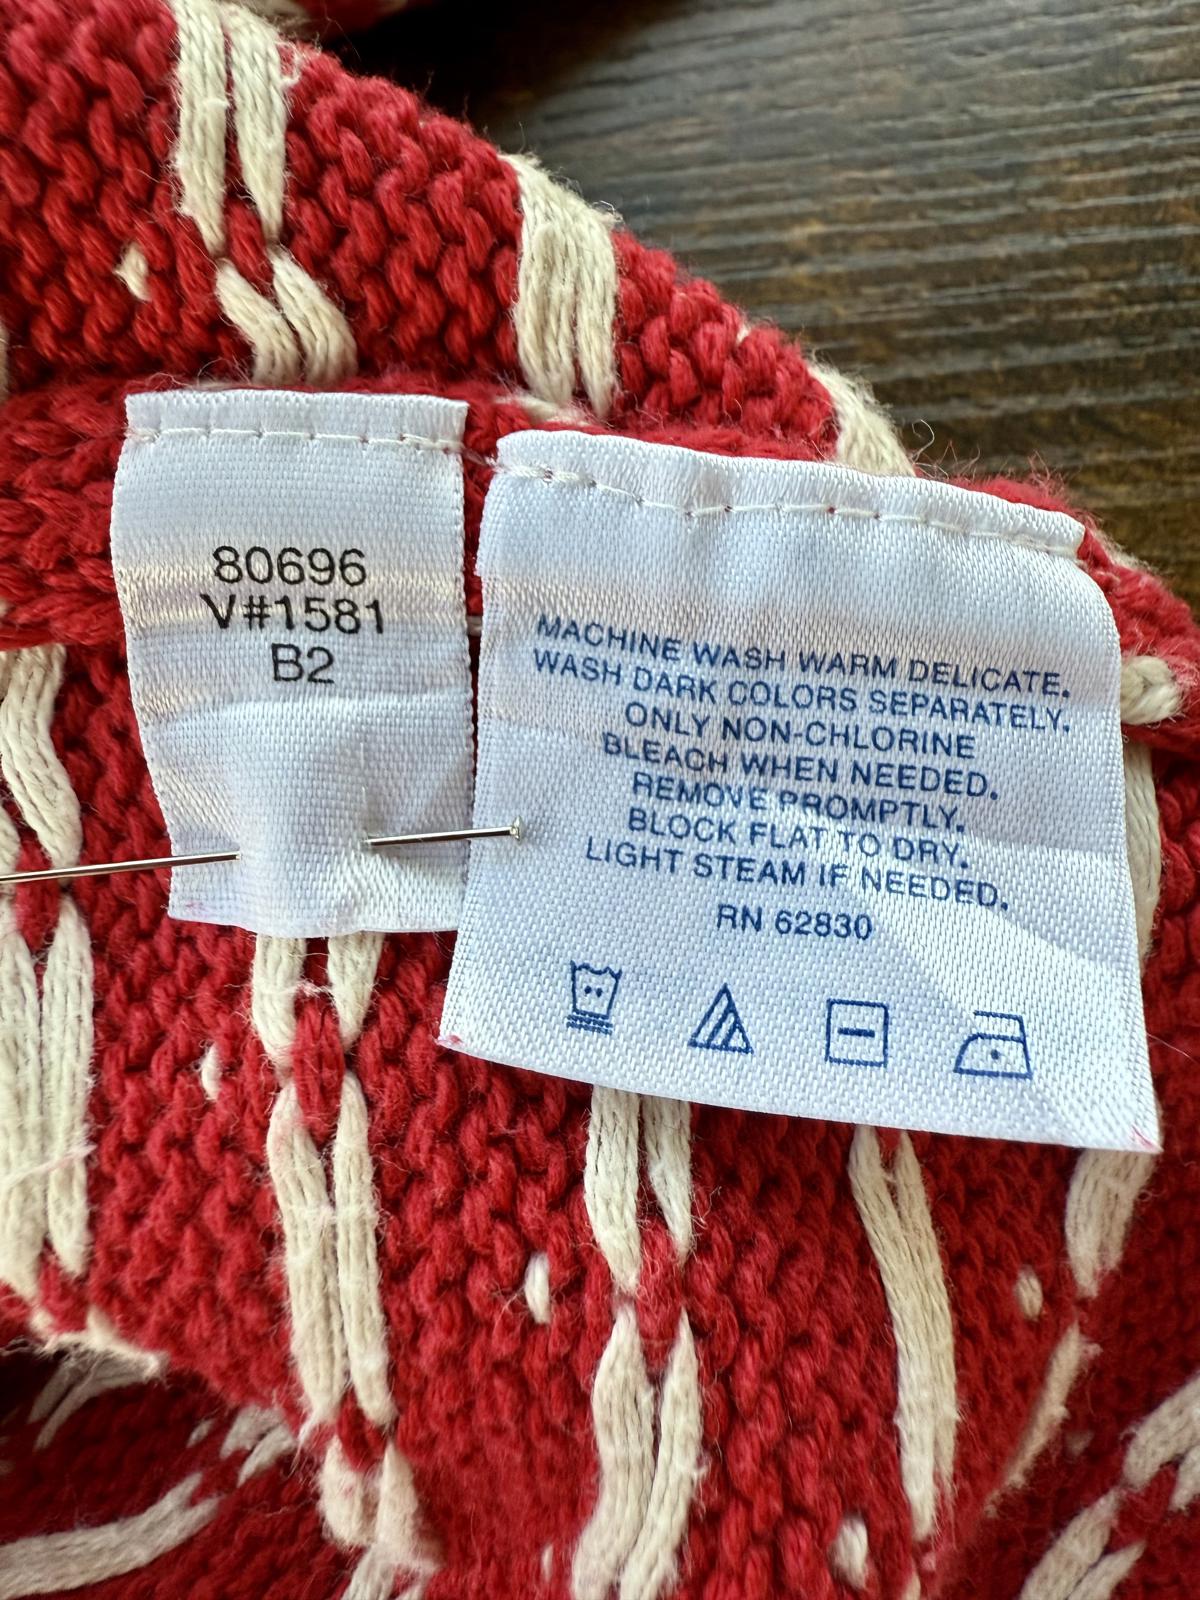 80696
V#1581
B2
MACHINE WASH WARM DELICATE.
WASH DARK COLORS SEPARATELY.
ONLY NON-CHLORINE
BLEACH WHEN NEEDED.
REMOVE PROMPTLY.
BLOCK FLAT TO DRY.
LIGHT STEAM IF NEEDED.
RN 62830